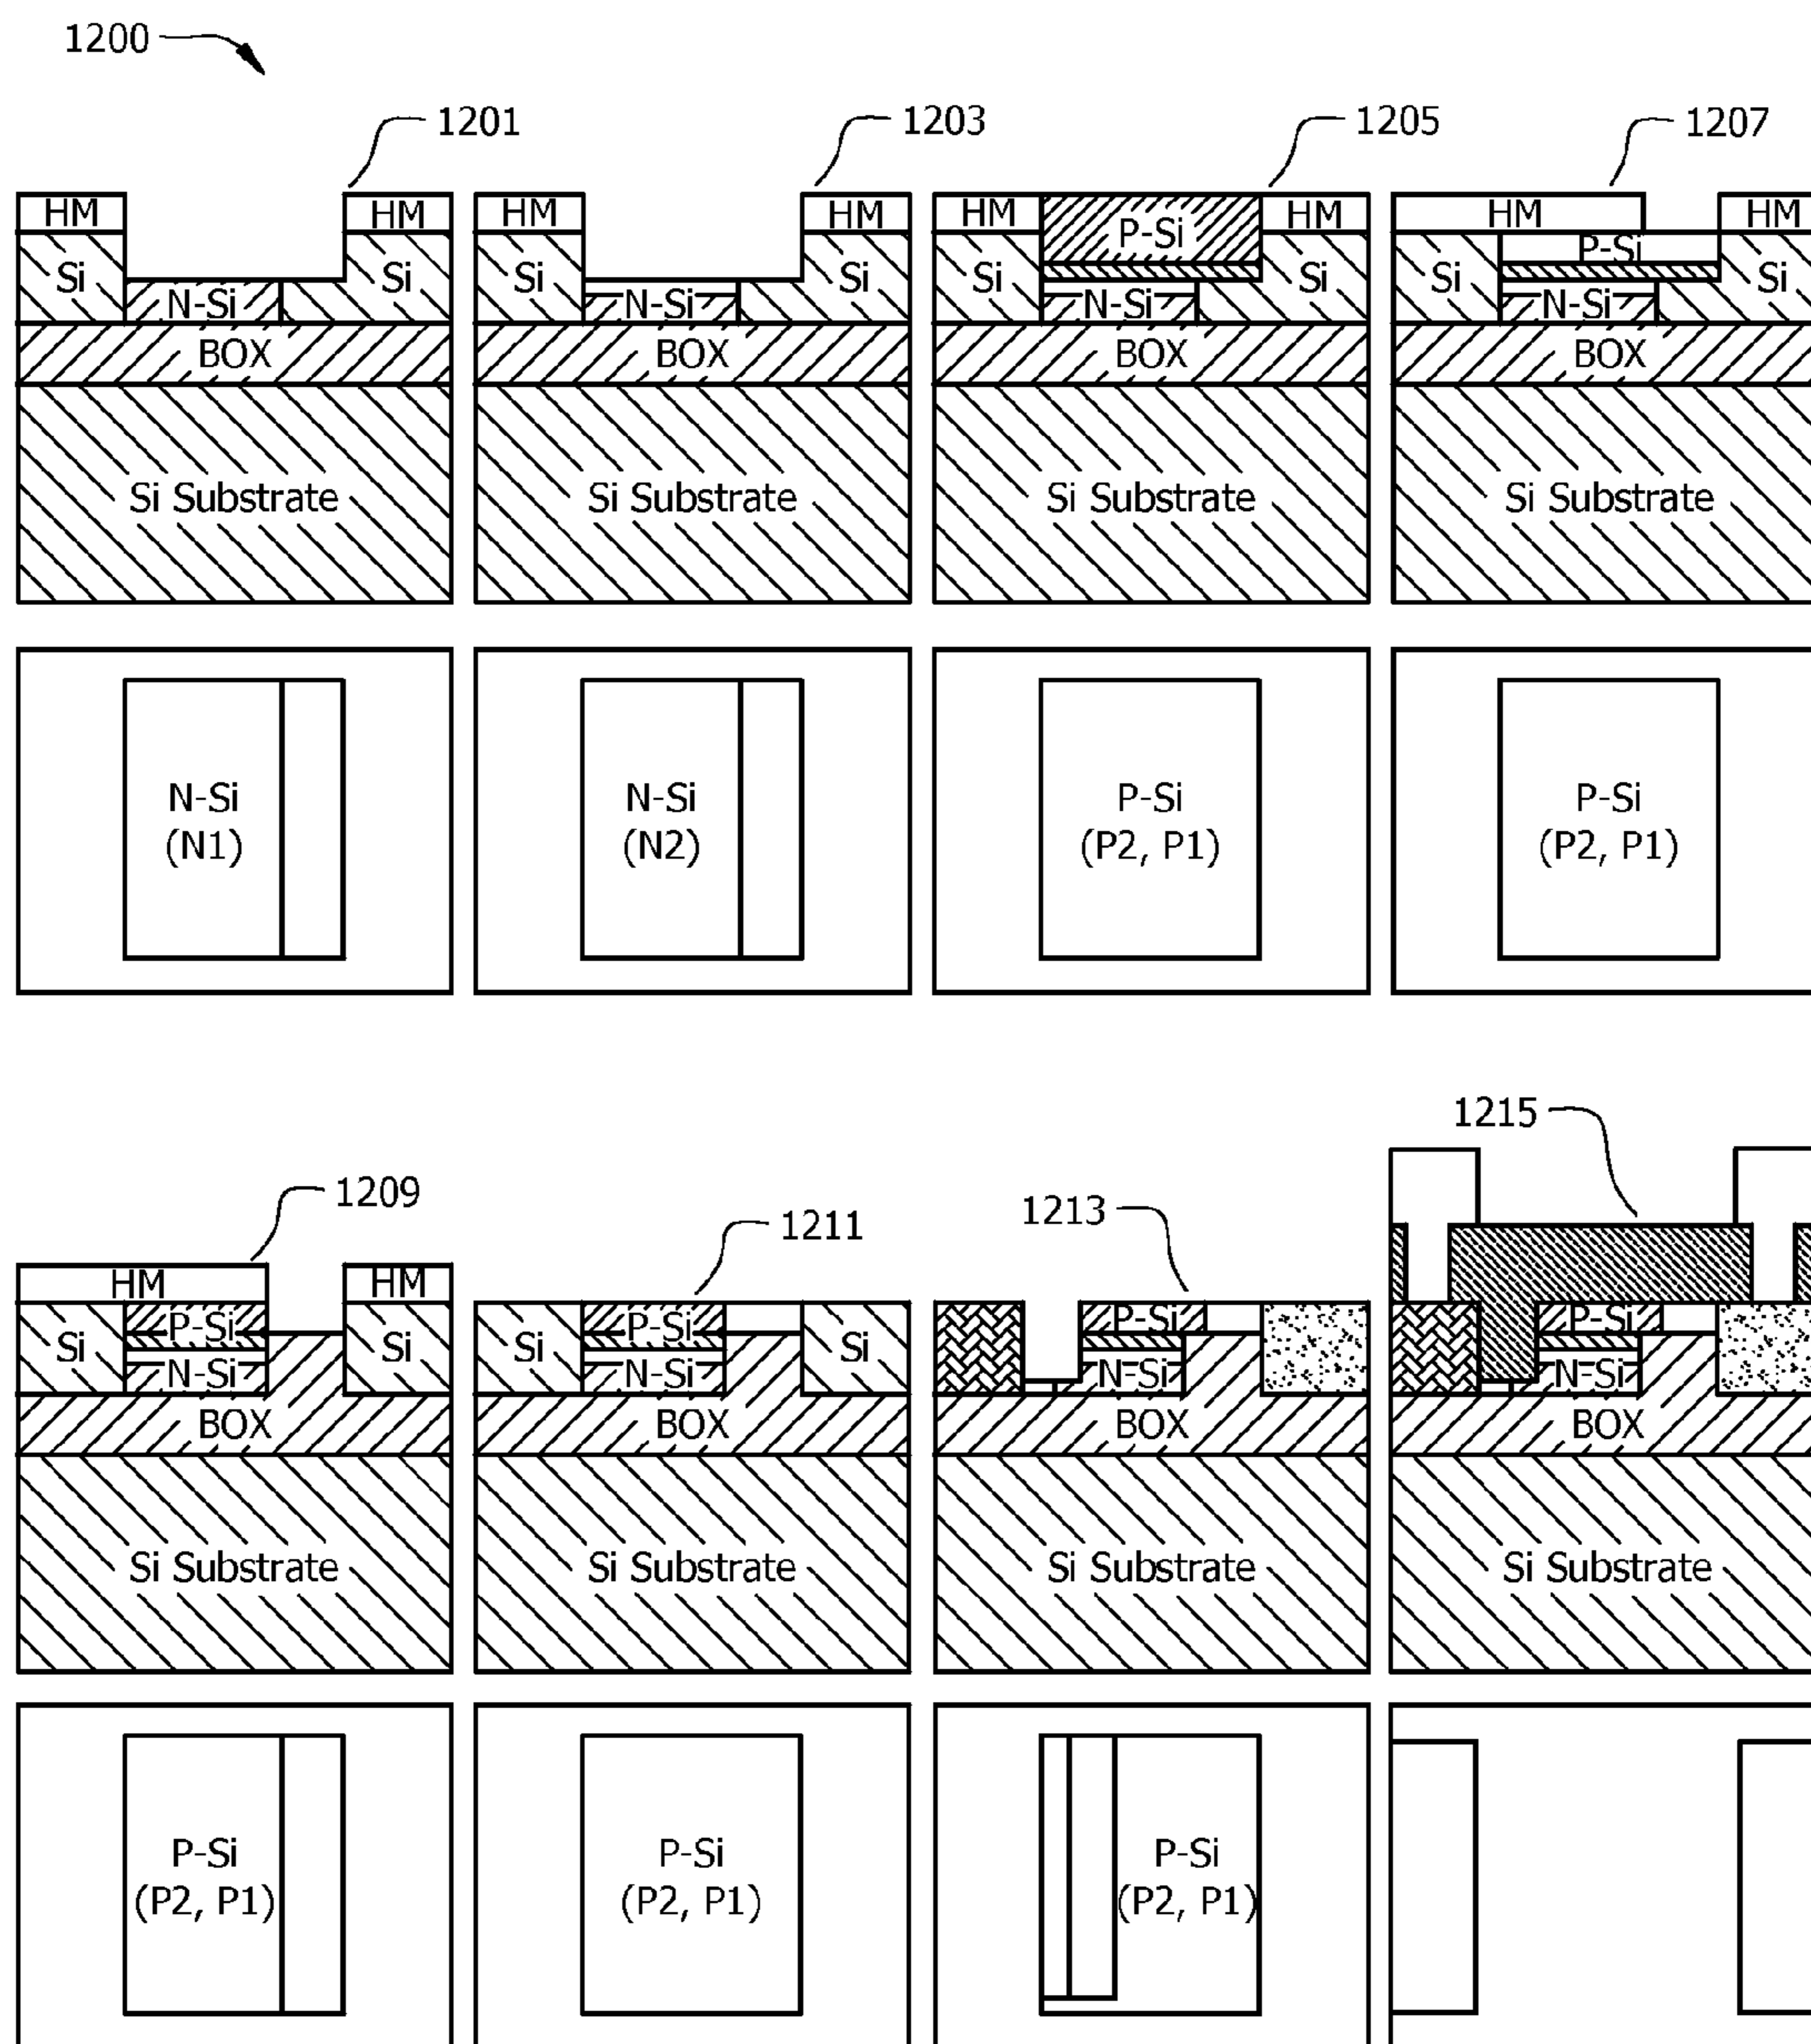 1200
1201
1203
1205
1207
HM
HM
Si
Si
N-Si
BOX
Si Substrate
HM
HM
Si
Si
N-Si
BOX
Si Substrate
HM
P-Si
HM
Si
Si
N-Si
BOX
Si Substrate
HM
HM
P-Si
Si
Si
N-Si
BOX
Si Substrate
N-Si
(N1)
N-Si
(N2)
P-Si
(P2, P1)
P-Si
(P2, P1)
1209
1211
1213
1215
HM
HM
P-Si
Si
Si
N-Si
BOX
Si Substrate
P-Si
Si
Si
N-Si
BOX
Si Substrate
P-Si
N-Si
BOX
Si Substrate
P-Si
N-Si
BOX
Si Substrate
P-Si
(P2, P1)
P-Si
(P2, P1)
P-Si
(P2, P1)